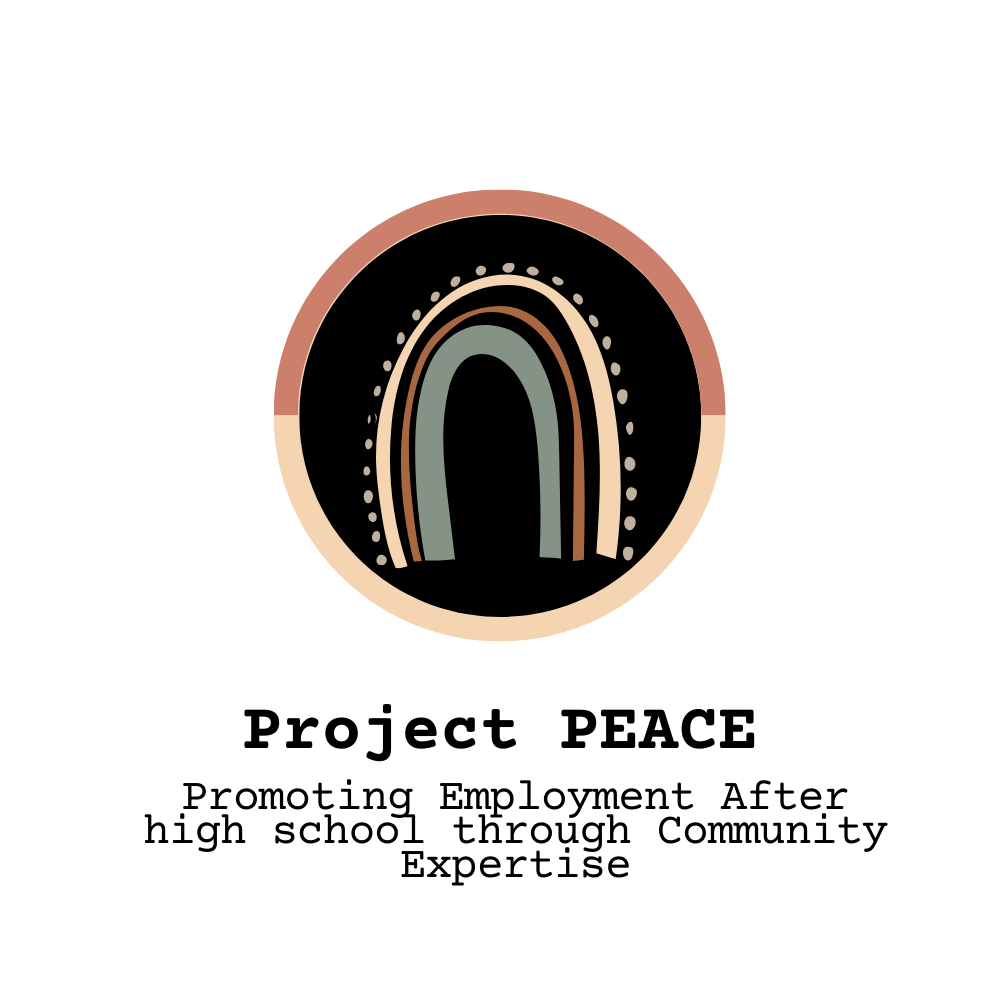 Project PEACE
Promoting Employment After
high school through Community
Expertise